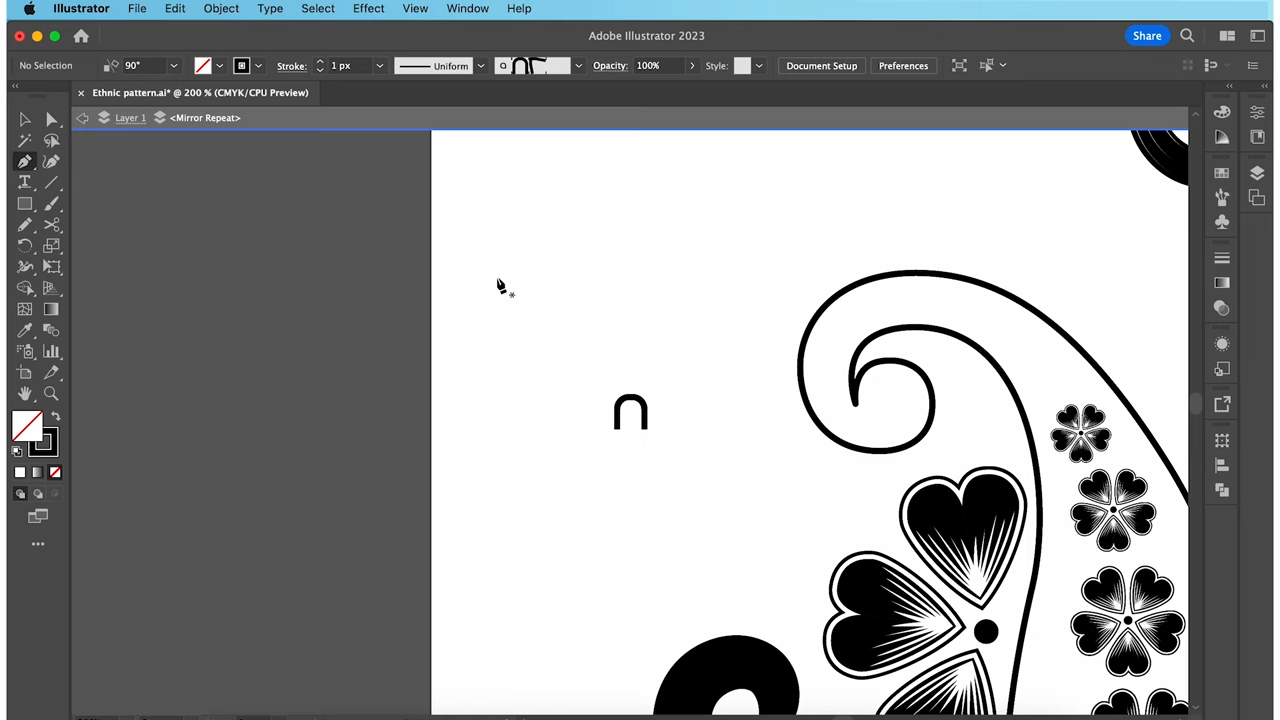 Illustrator File Edit Object Type Select Effect View Window Help
Adobe Illustrator 2023
Share
No Selection 90° Stroke: 1 px Uniform Opacity: 100% Style: Document Setup Preferences
Ethnic pattern.ai* @ 200 % (CMYK/CPU Preview)
Layer 1 <Mirror Repeat>